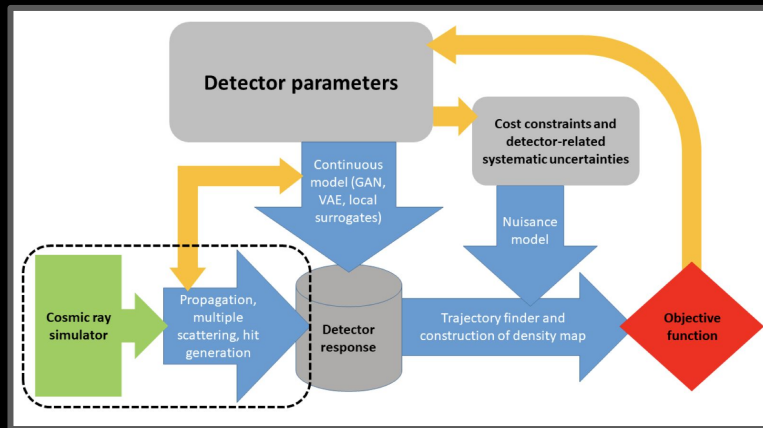 Detector parameters
Cost constraints and
detector-related
systematic uncertainties
Continuous
model (GAN,
VAE, local
surrogates)
Nuisance
model
Cosmic ray
simulator
Propagation,
multiple
scattering, hit
generation
Detector
response
Trajectory finder and
construction of density map
Objective
function